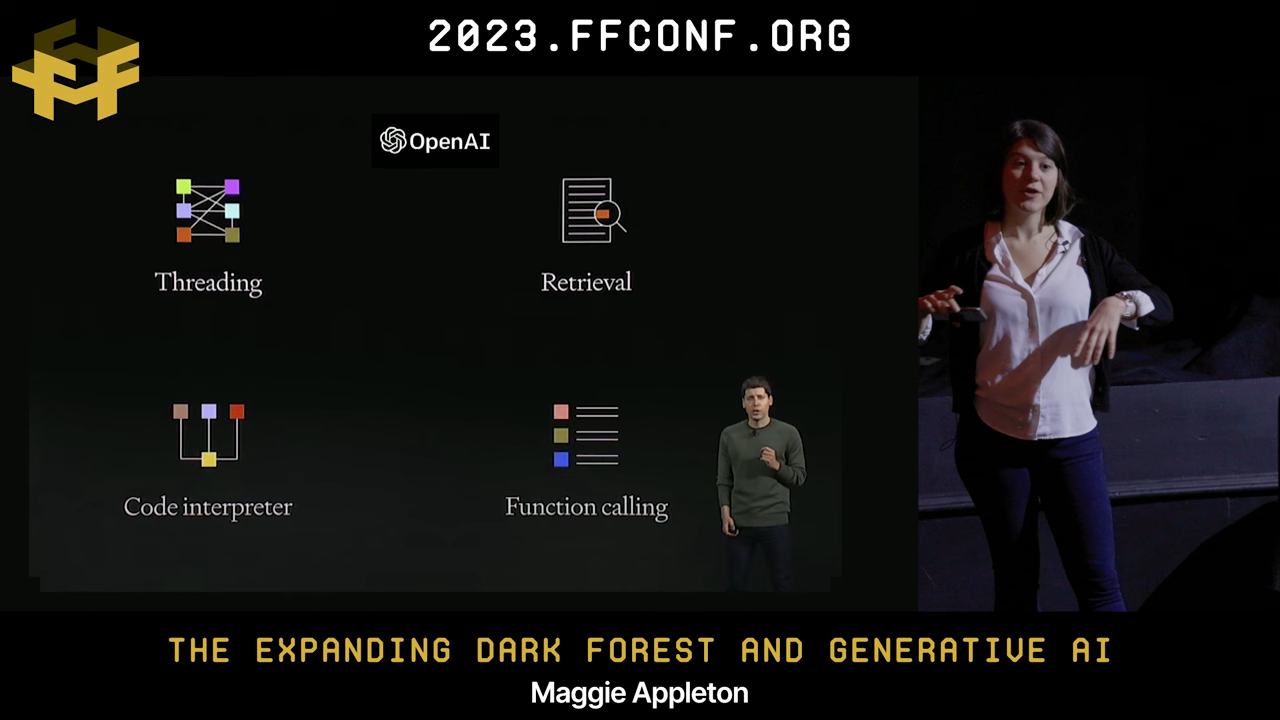 2023.FFCONF.ORG
OpenAI
Threading
Retrieval
Code interpreter
Function calling
THE EXPANDING DARK FOREST AND GENERATIVE AI
Maggie Appleton